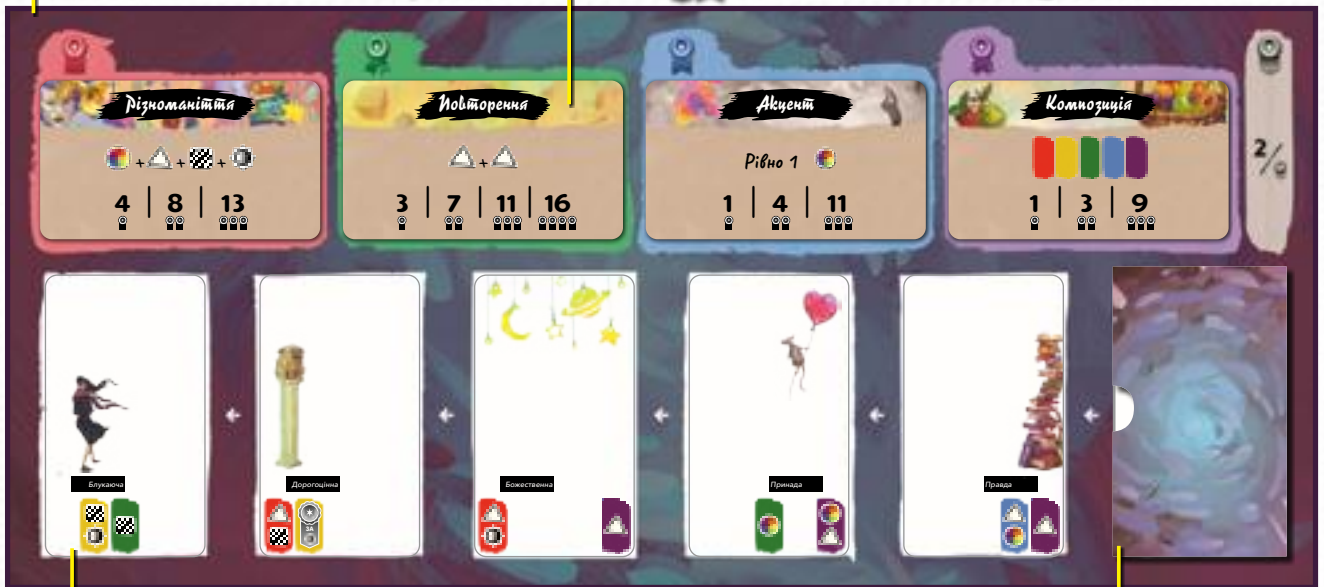 Різноманіття
Повторення
Акцент
Композиція
+ + +
+
Рівно 1
2/
4 | 8 | 13
3 | 7 | 11 | 16
1 | 4 | 11
1 | 3 | 9
Блукаюча
Дорогоцінна
Божественна
Принада
Правда
ЗА